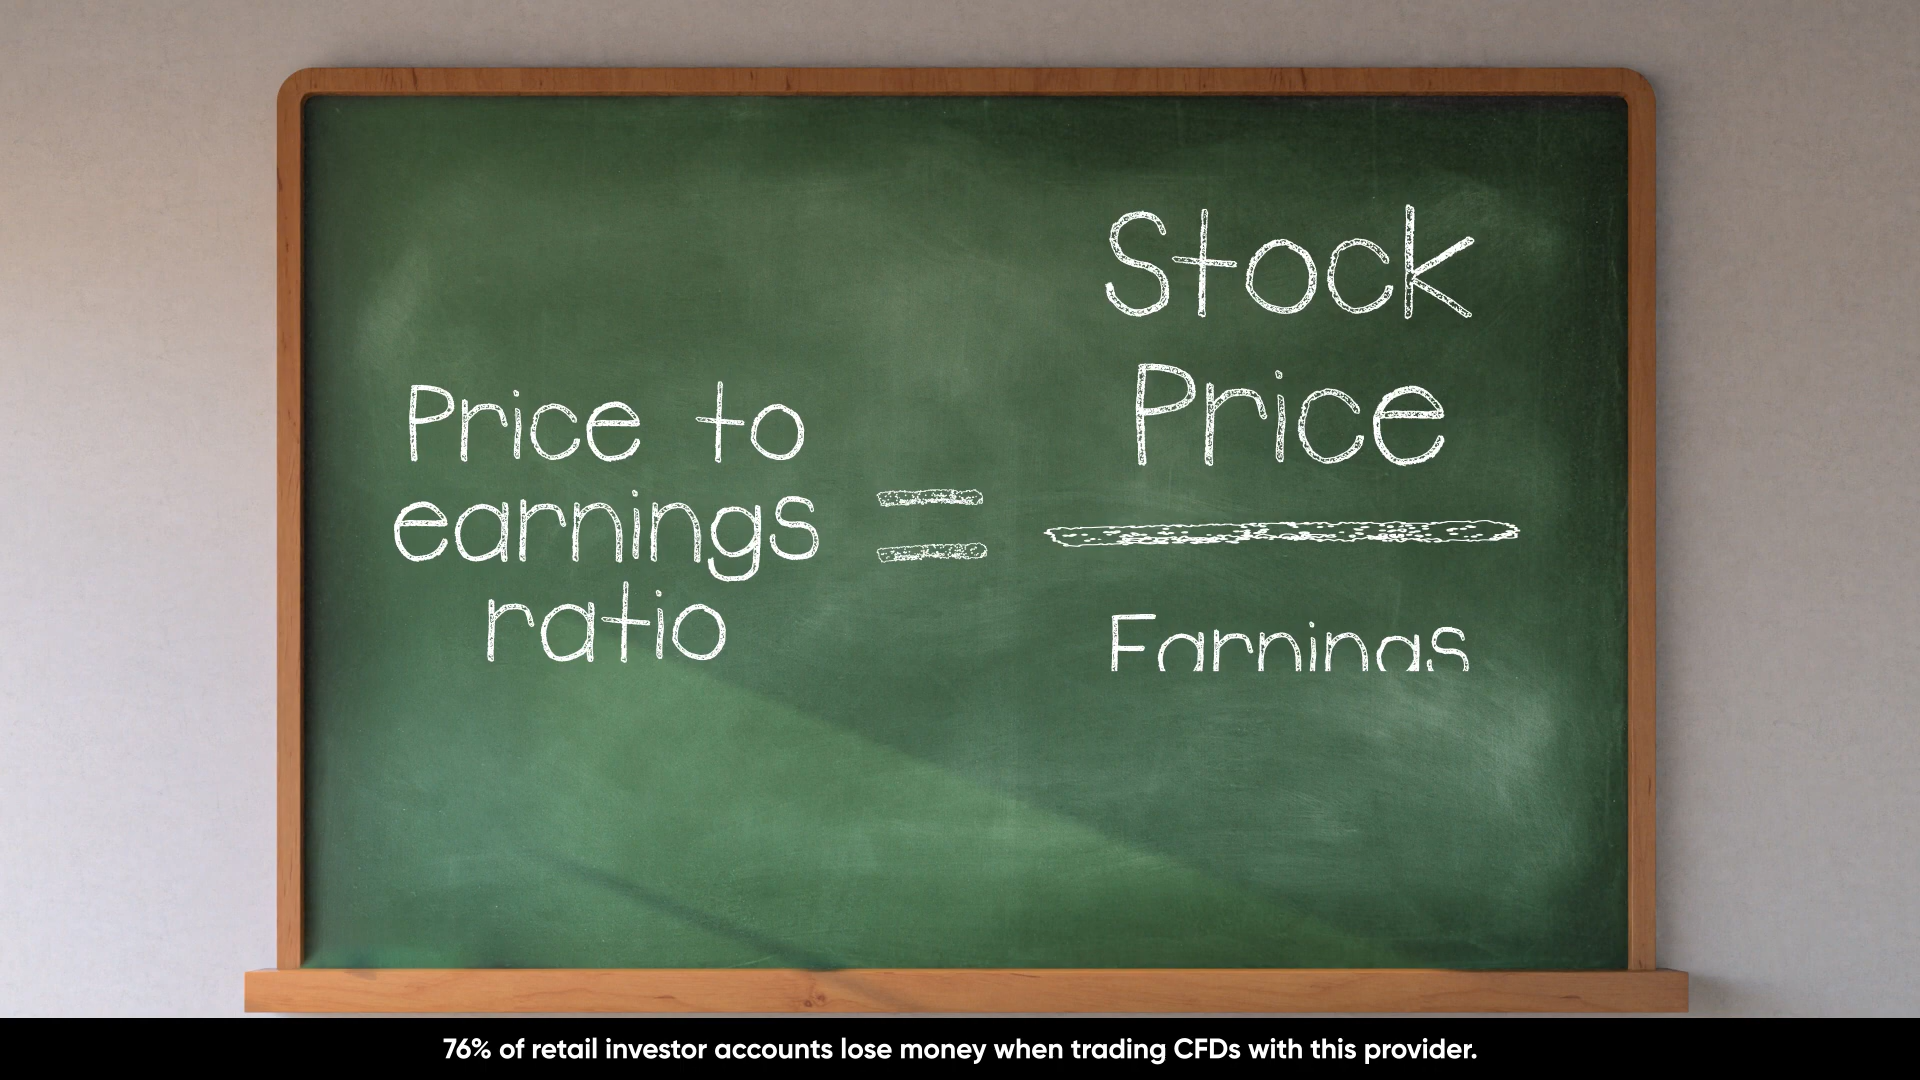 Price to
earnings
ratio
=
Stock
Price
Earnings
76% of retail investor accounts lose money when trading CFDs with this provider.